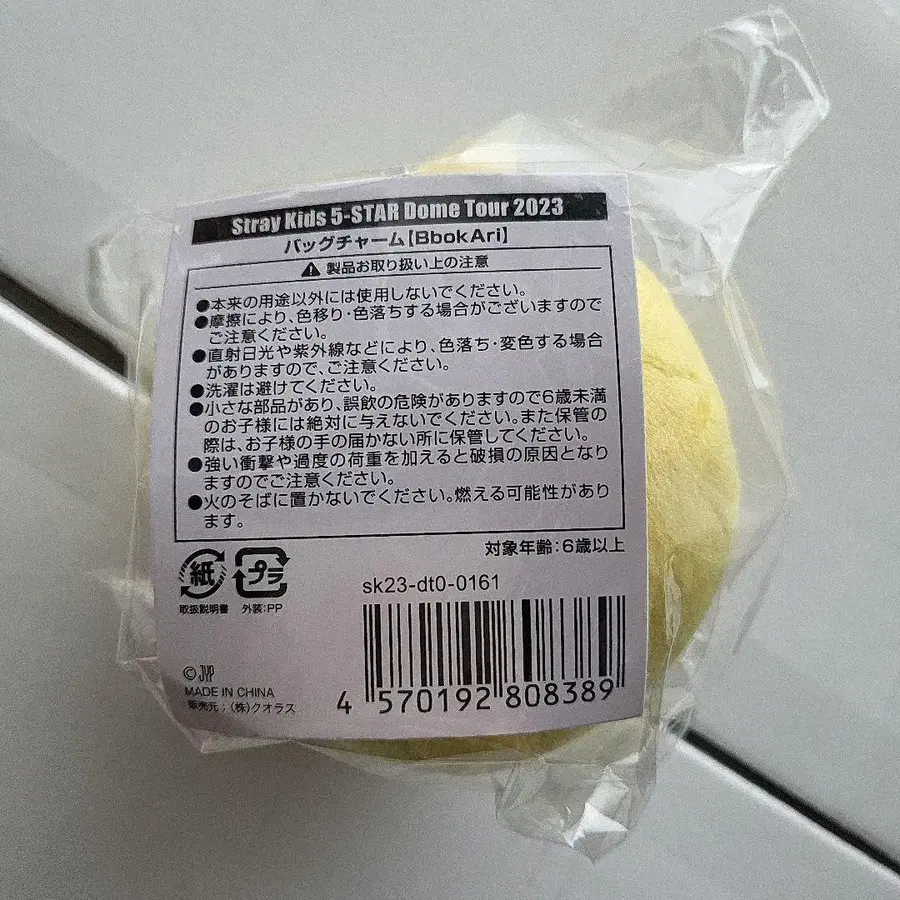 Stray Kids 5-STAR Dome Tour 2023
バッグチャーム【BbokAri】
⚠製品お取り扱い上の注意
●本来の用途以外には使用しないでください。
●摩擦により、色移り・色落ちする場合がございますので
ご注意ください。
●直射日光や紫外線などにより、色落ち・変色する場合
がありますので、ご注意ください。
●洗濯は避けてください。
●小さな部品があり、誤飲の危険がありますので6歳未満
のお子様には絶対に与えないでください。また保管の
際は、お子様の手の届かない所に保管してください。
●強い衝撃や過度の荷重を加えると破損の原因となり
ますのでご注意ください。
●火のそばに置かないでください。燃える可能性があり
ます。
対象年齢:6歳以上
紙 プラ
取扱説明書 外装:PP
sk23-dt0-0161
4 570192 808389
©JYP
MADE IN CHINA
販売元;(株)クオラス